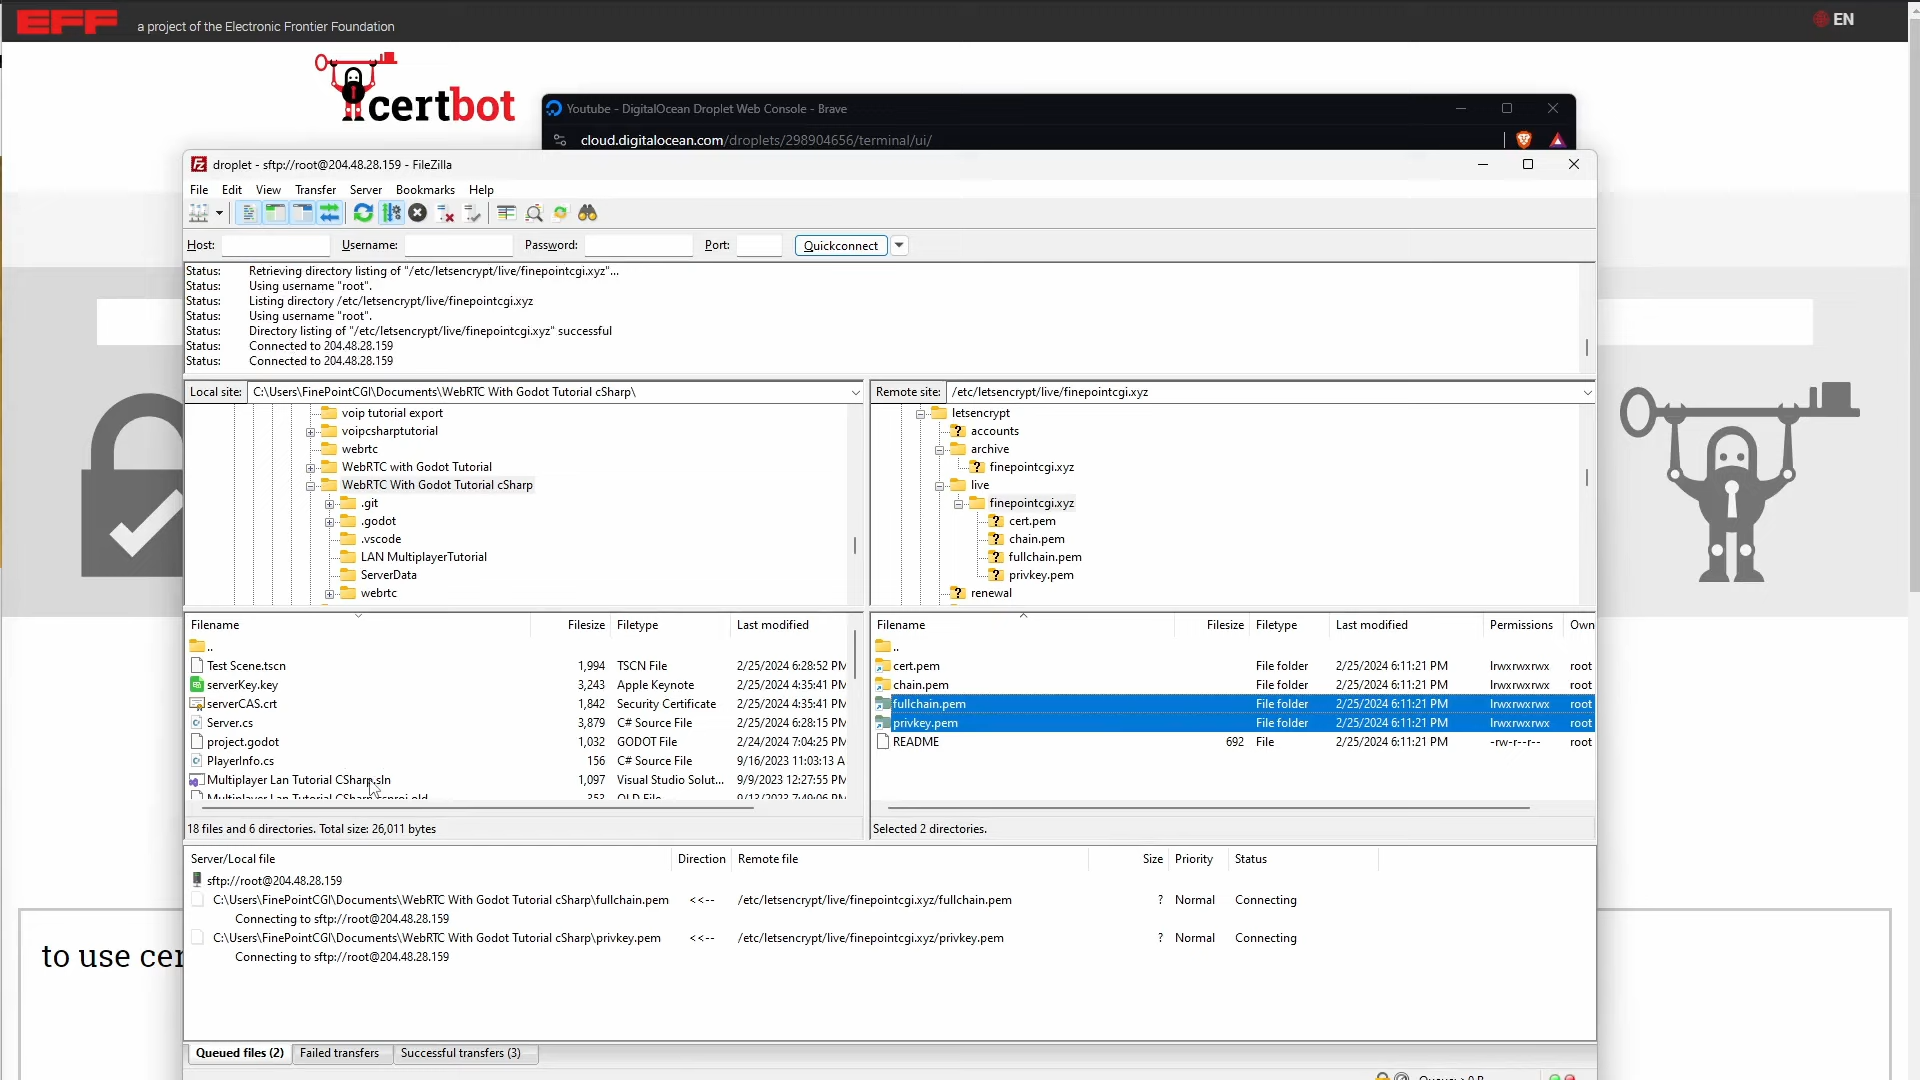 EFF a project of the Electronic Frontier Foundation EN
certbot
Youtube - DigitalOcean Droplet Web Console - Brave
cloud.digitalocean.com/droplets/298904656/terminal/ui/
droplet - sftp://root@204.48.28.159 - FileZilla
File Edit View Transfer Server Bookmarks Help
Host: Username: Password: Port: Quickconnect
Status: Retrieving directory listing of "/etc/letsencrypt/live/finepointcgi.xyz"...
Status: Using username "root".
Status: Listing directory /etc/letsencrypt/live/finepointcgi.xyz
Status: Using username "root".
Status: Directory listing of "/etc/letsencrypt/live/finepointcgi.xyz" successful
Status: Connected to 204.48.28.159
Status: Connected to 204.48.28.159
Local site: C:\Users\FinePointCGI\Documents\WebRTC With Godot Tutorial cSharp\
voip tutorial export
voipcsharptutorial
webrtc
WebRTC with Godot Tutorial
WebRTC With Godot Tutorial cSharp
.git
.godot
.vscode
LAN MultiplayerTutorial
ServerData
webrtc
Remote site: /etc/letsencrypt/live/finepointcgi.xyz
letsencrypt
accounts
archive
finepointcgi.xyz
live
finepointcgi.xyz
cert.pem
chain.pem
fullchain.pem
privkey.pem
renewal
Filename Filesize Filetype Last modified
..
Test Scene.tscn 1,994 TSCN File 2/25/2024 6:28:52 PM
serverKey.key 3,243 Apple Keynote 2/25/2024 4:35:41 PM
serverCAS.crt 1,842 Security Certificate 2/25/2024 4:35:41 PM
Server.cs 3,879 C# Source File 2/25/2024 6:28:15 PM
project.godot 1,032 GODOT File 2/24/2024 7:04:25 PM
PlayerInfo.cs 156 C# Source File 9/16/2023 11:03:13 A
Multiplayer Lan Tutorial CSharp.sln 1,097 Visual Studio Solut... 9/9/2023 12:27:55 PM
Multiplayer Lan Tutorial CSharp.csproj.old 353 OLD File 9/13/2023 7:49:06 PM
18 files and 6 directories. Total size: 26,011 bytes
Filename Filesize Filetype Last modified Permissions Own
..
cert.pem File folder 2/25/2024 6:11:21 PM lrwxrwxrwx root
chain.pem File folder 2/25/2024 6:11:21 PM lrwxrwxrwx root
fullchain.pem File folder 2/25/2024 6:11:21 PM lrwxrwxrwx root
privkey.pem File folder 2/25/2024 6:11:21 PM lrwxrwxrwx root
README 692 File 2/25/2024 6:11:21 PM -rw-r--r-- root
Selected 2 directories.
Server/Local file Direction Remote file Size Priority Status
sftp://root@204.48.28.159
C:\Users\FinePointCGI\Documents\WebRTC With Godot Tutorial cSharp\fullchain.pem <<-- /etc/letsencrypt/live/finepointcgi.xyz/fullchain.pem ? Normal Connecting
Connecting to sftp://root@204.48.28.159
C:\Users\FinePointCGI\Documents\WebRTC With Godot Tutorial cSharp\privkey.pem <<-- /etc/letsencrypt/live/finepointcgi.xyz/privkey.pem ? Normal Connecting
Connecting to sftp://root@204.48.28.159
to use cer
Queued files (2) Failed transfers Successful transfers (3)